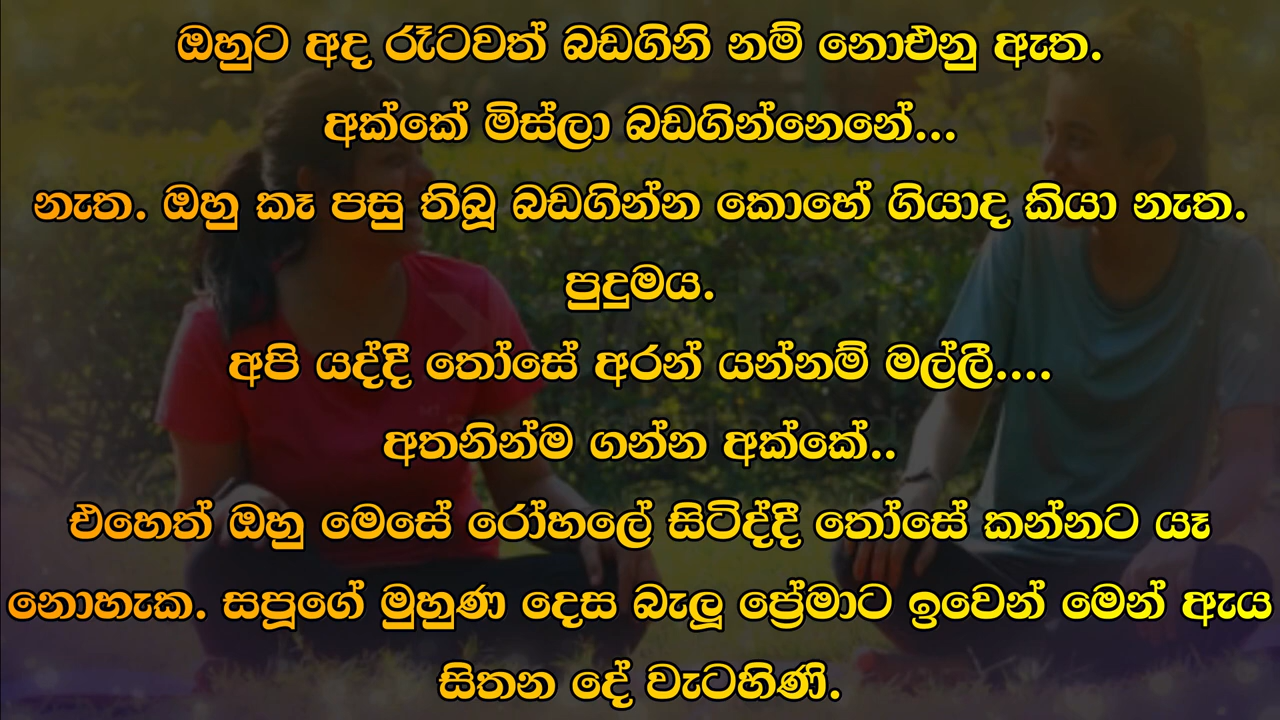 ඔහුට අද රෑටවත් බඩගිනි නම් නොඑනු ඇත.
අක්කේ මිස්ලා බඩගින්නෙනේ...
නැත. ඔහු කෑ පසු තිබූ බඩගින්න කොහේ ගියාද කියා නැත.
පුදුමය.
අපි යද්දී තෝසේ අරන් යන්නම් මල්ලී....
අතනින්ම ගන්න අක්කේ..
එහෙත් ඔහු මෙසේ රෝහලේ සිටිද්දී තෝසේ කන්නට යෑ
නොහැක. සපූගේ මුහුණ දෙස බැලූ ප්‍රේමාට ඉවෙන් මෙන් ඇය
සිතන දේ වැටහිණි.